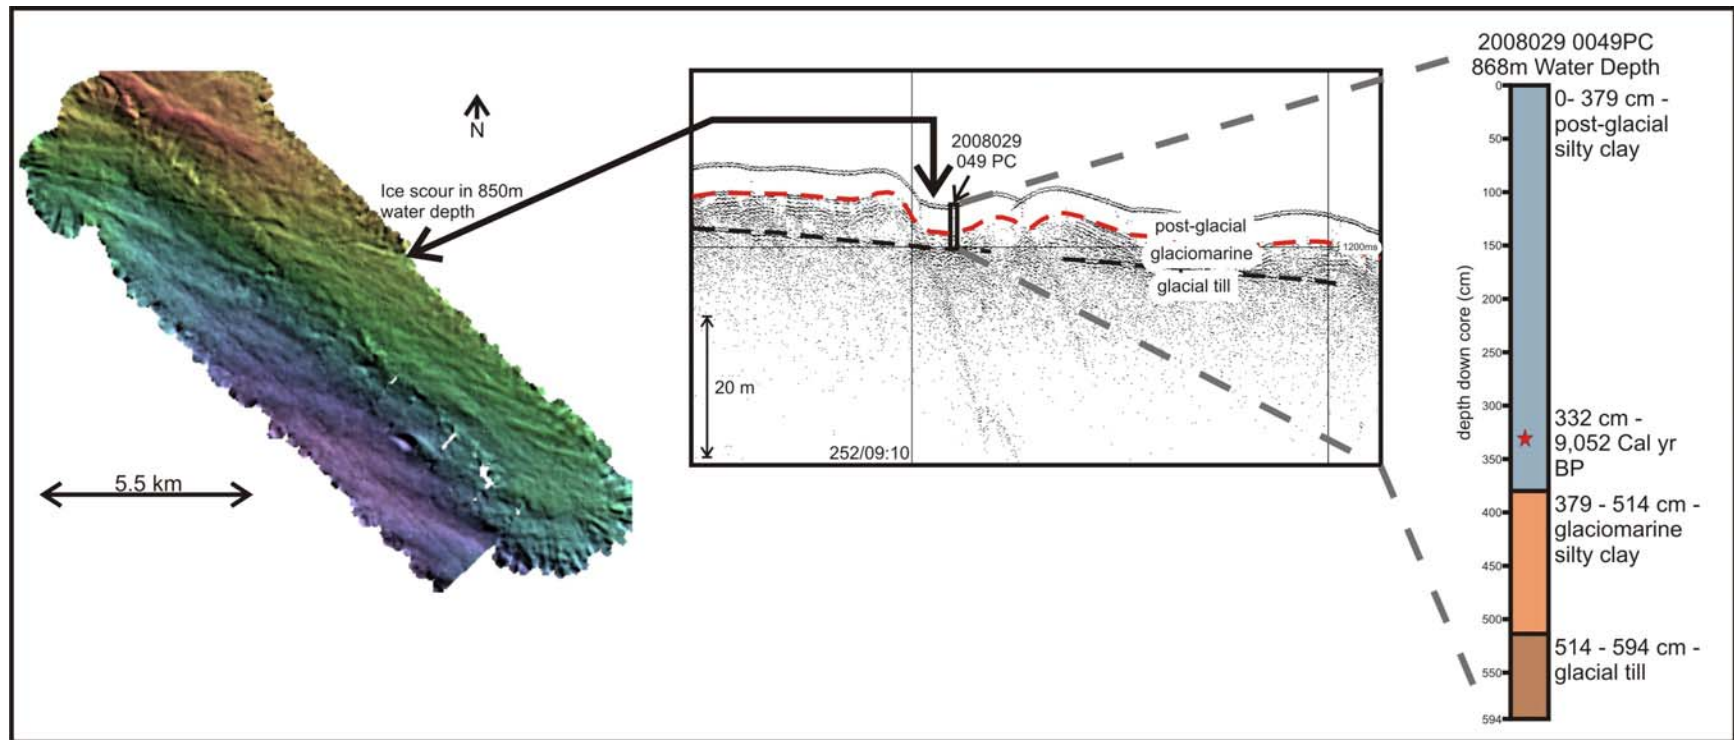 N
Ice scour in 850m
water depth
5.5 km
2008029
049 PC
post-glacial
glaciomarine
glacial till
1200ms
20 m
252/09:10
2008029 0049PC
868m Water Depth
depth down core (cm)
0
50
100
150
200
250
300
350
400
450
500
550
594
0- 379 cm -
post-glacial
silty clay
332 cm -
9,052 Cal yr
BP
379 - 514 cm -
glaciomarine
silty clay
514 - 594 cm -
glacial till